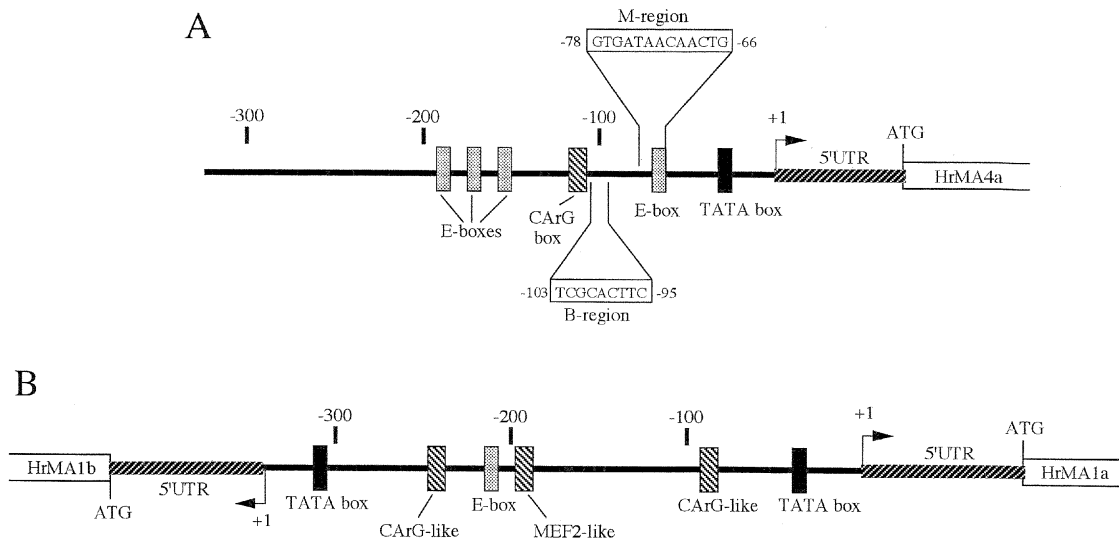 A
M-region
-78 GTGATAACAACTG -66
-300
-200
-100
+1
ATG
5'UTR
HrMA4a
E-boxes
CArG
box
E-box
TATA box
-103 TCGCACTTC -95
B-region
B
-300
-200
-100
+1
ATG
HrMA1b
5'UTR
5'UTR
HrMA1a
ATG
+1
TATA box
CArG-like
E-box
MEF2-like
CArG-like
TATA box